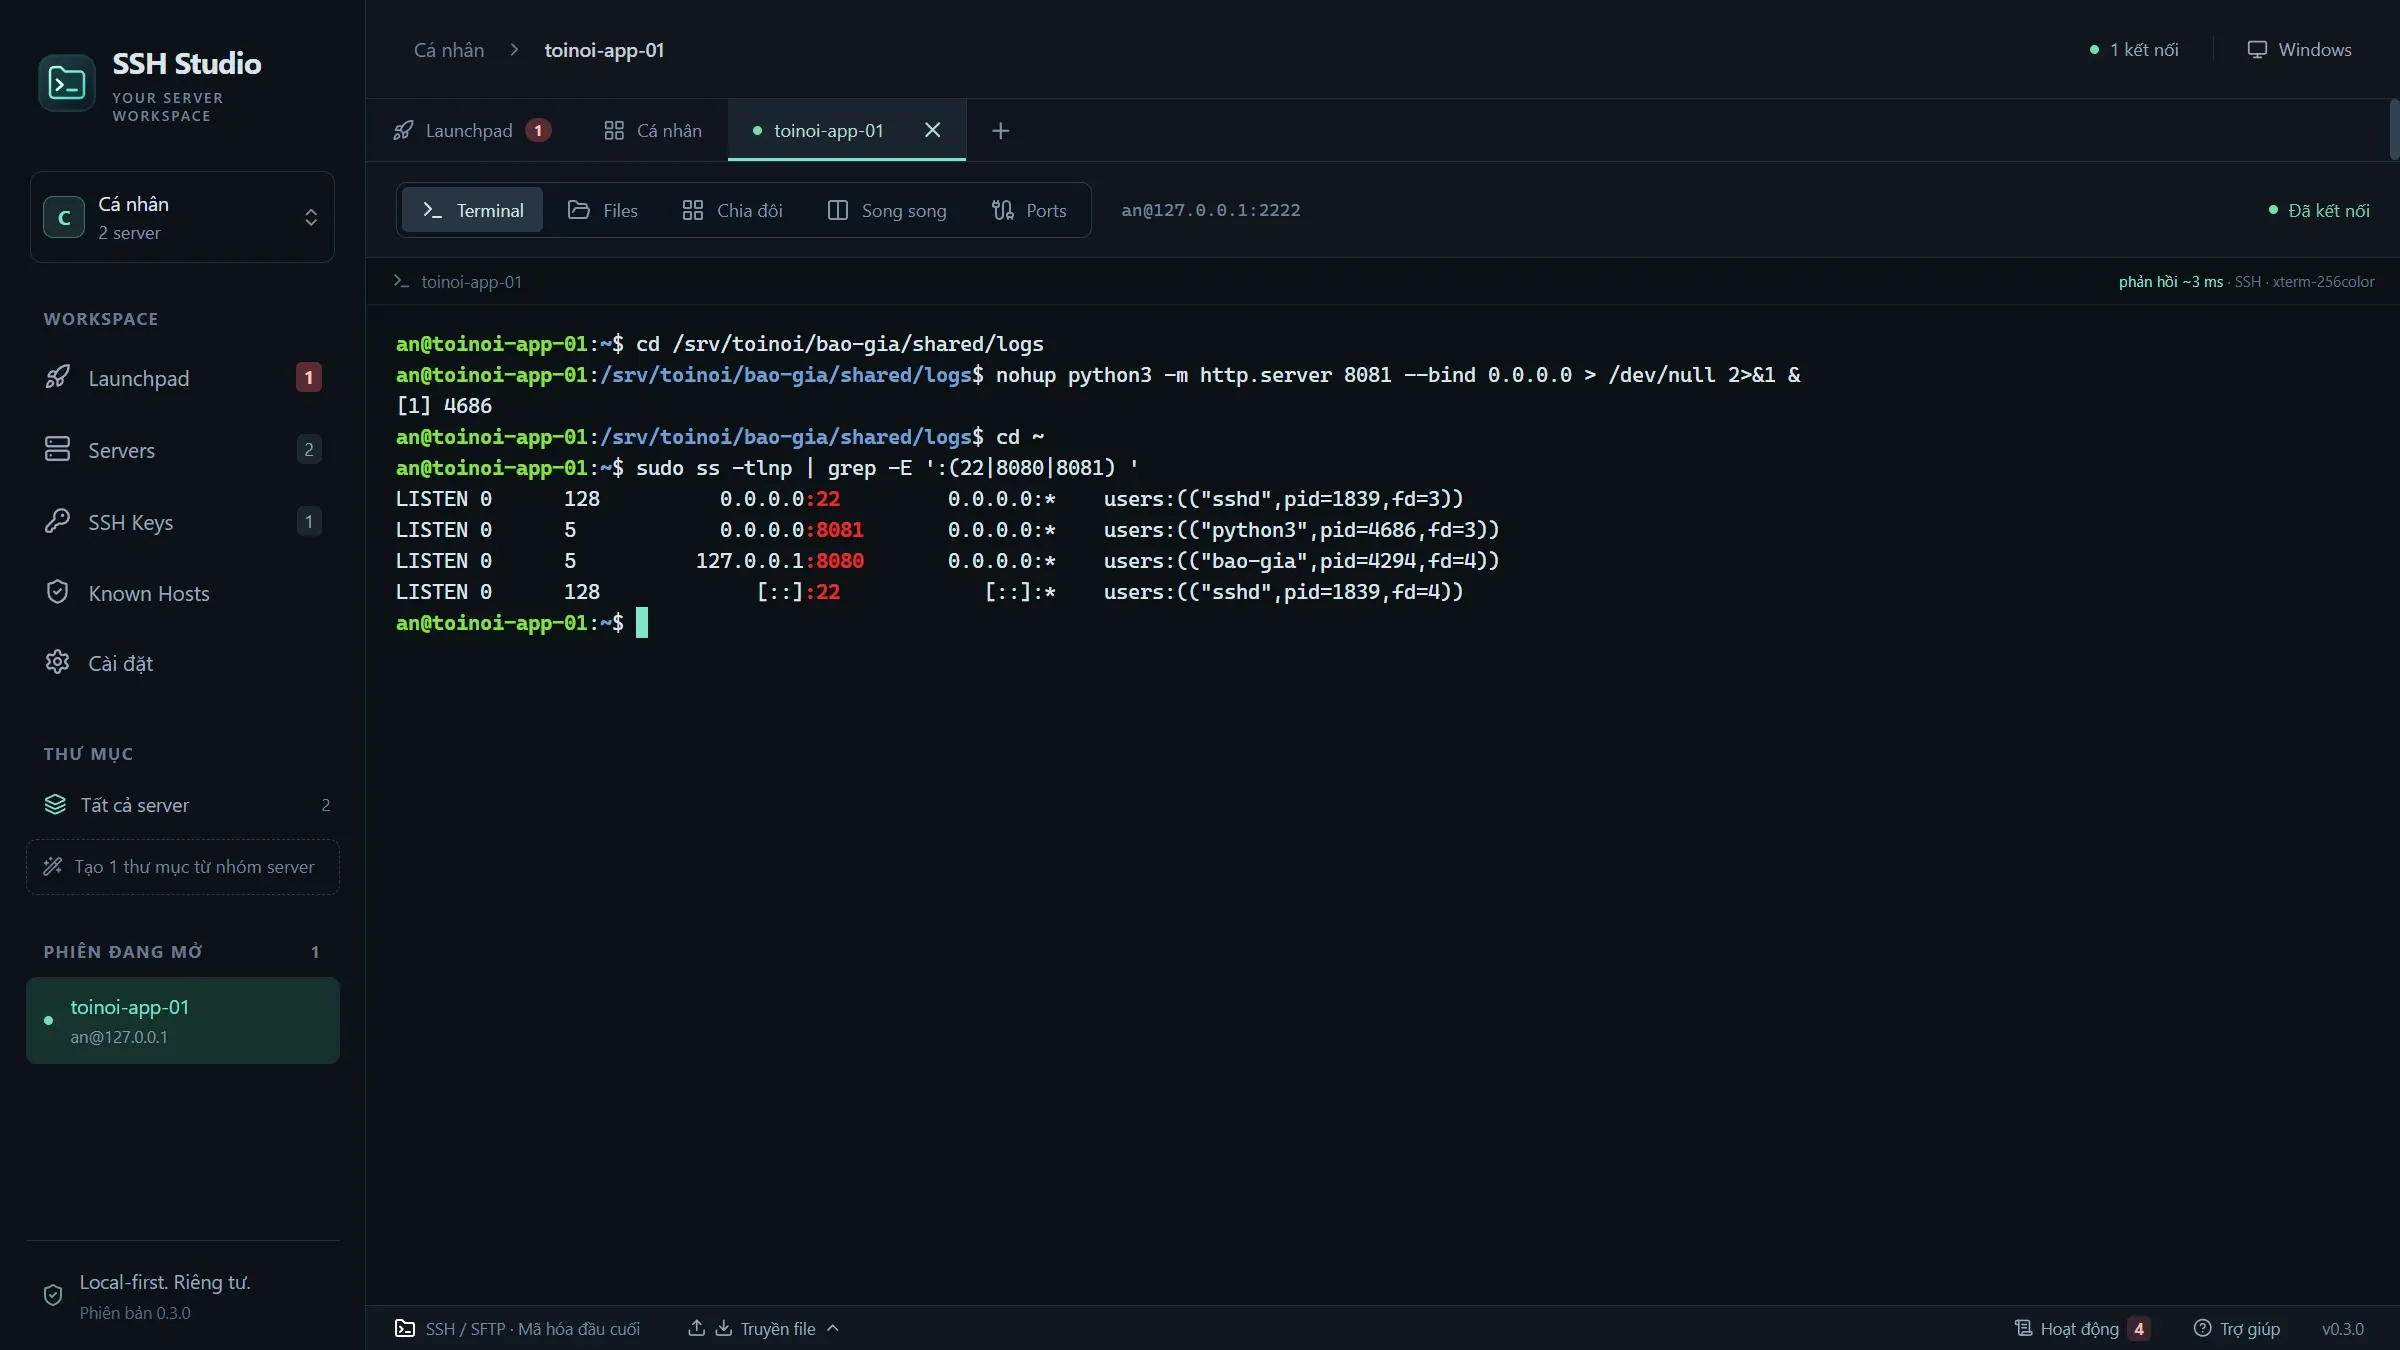 SSH Studio
YOUR SERVER
WORKSPACE
C
Cá nhân
2 server
WORKSPACE
Launchpad 1
Servers 2
SSH Keys 1
Known Hosts
Cài đặt
THƯ MỤC
Tất cả server 2
Tạo 1 thư mục từ nhóm server
PHIÊN ĐANG MỞ 1
toinoi-app-01
an@127.0.0.1
Local-first. Riêng tư.
Phiên bản 0.3.0
Cá nhân > toinoi-app-01
1 kết nối
Windows
Launchpad 1
Cá nhân
toinoi-app-01
Terminal
Files
Chia đôi
Song song
Ports
an@127.0.0.1:2222
Đã kết nối
toinoi-app-01
phản hồi ~3 ms · SSH · xterm-256color
an@toinoi-app-01:~$ cd /srv/toinoi/bao-gia/shared/logs
an@toinoi-app-01:/srv/toinoi/bao-gia/shared/logs$ nohup python3 -m http.server 8081 --bind 0.0.0.0 > /dev/null 2>&1 &
[1] 4686
an@toinoi-app-01:/srv/toinoi/bao-gia/shared/logs$ cd ~
an@toinoi-app-01:~$ sudo ss -tlnp | grep -E ':(22|8080|8081) '
LISTEN 0 128 0.0.0.0:22 0.0.0.0:* users:(("sshd",pid=1839,fd=3))
LISTEN 0 5 0.0.0.0:8081 0.0.0.0:* users:(("python3",pid=4686,fd=3))
LISTEN 0 5 127.0.0.1:8080 0.0.0.0:* users:(("bao-gia",pid=4294,fd=4))
LISTEN 0 128 [::]:22 [::]:* users:(("sshd",pid=1839,fd=4))
an@toinoi-app-01:~$
SSH / SFTP · Mã hóa đầu cuối
Truyền file
Hoạt động 4
Trợ giúp
v0.3.0